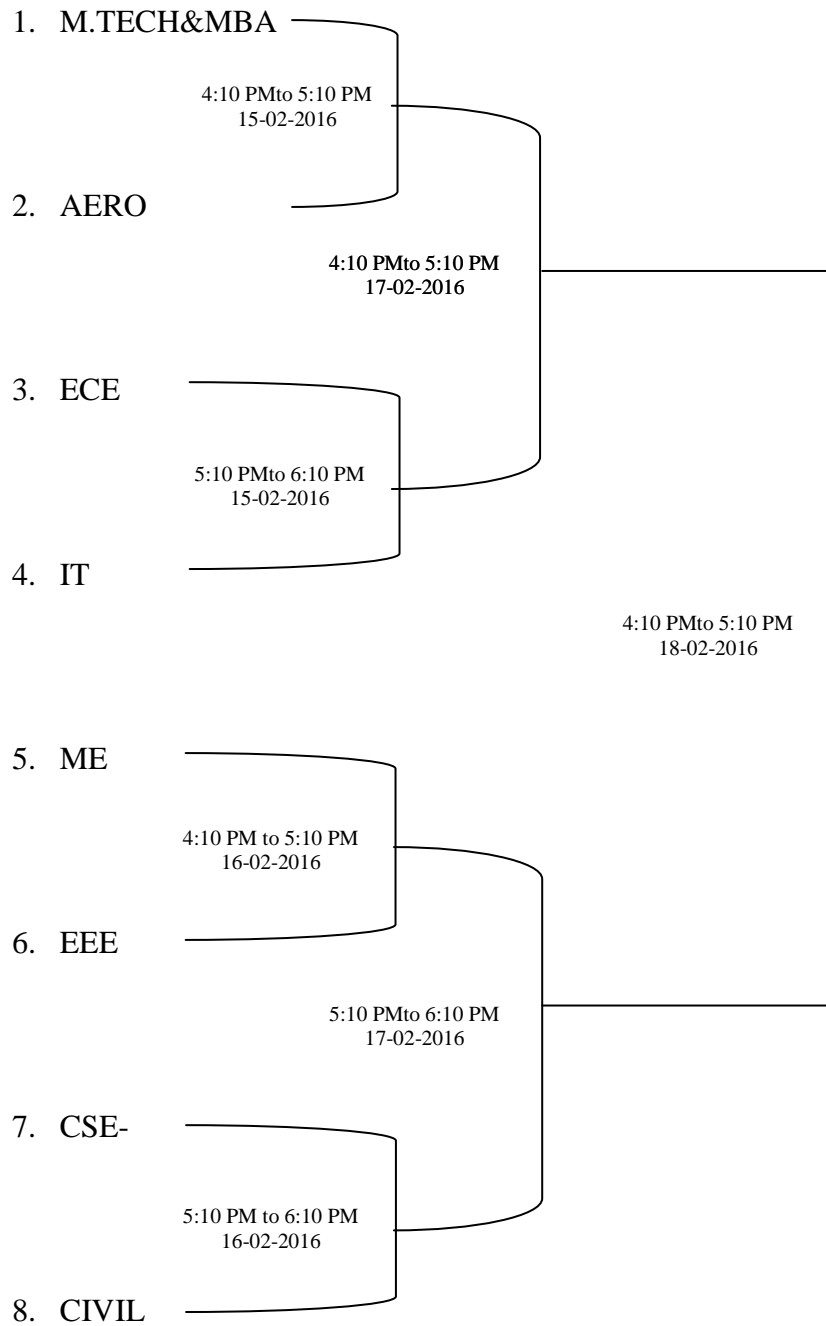 1. M.TECH&MBA
4:10 PMto 5:10 PM
15-02-2016
2. AERO
4:10 PMto 5:10 PM
17-02-2016
3. ECE
5:10 PMto 6:10 PM
15-02-2016
4. IT
4:10 PMto 5:10 PM
18-02-2016
5. ME
4:10 PM to 5:10 PM
16-02-2016
6. EEE
5:10 PMto 6:10 PM
17-02-2016
7. CSE-
5:10 PM to 6:10 PM
16-02-2016
8. CIVIL